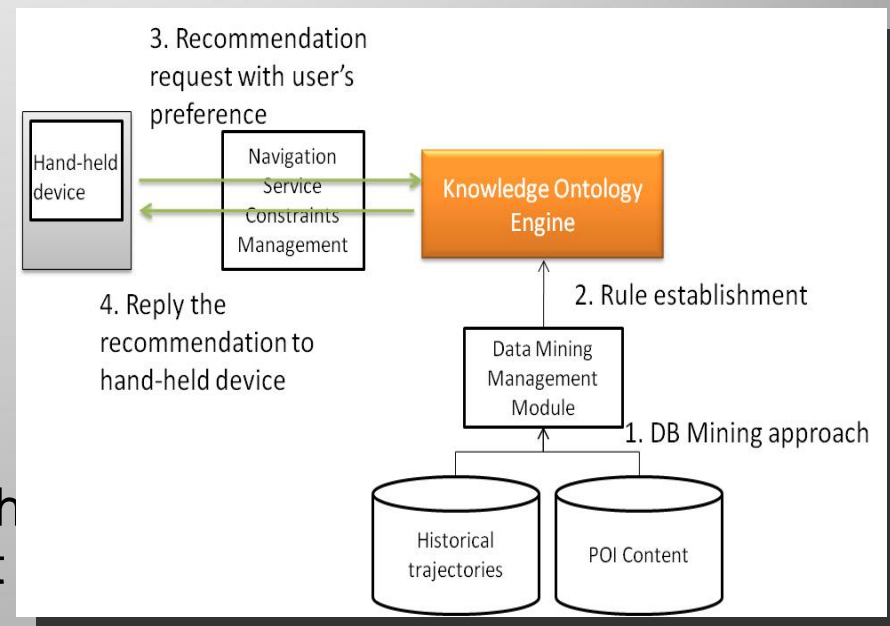 3. Recommendation
request with user's
preference
Hand-held
device
Navigation
Service
Constraints
Management
Knowledge Ontology
Engine
4. Reply the
recommendation to
hand-held device
2. Rule establishment
Data Mining
Management
Module
1. DB Mining approach
Historical
trajectories
POI Content